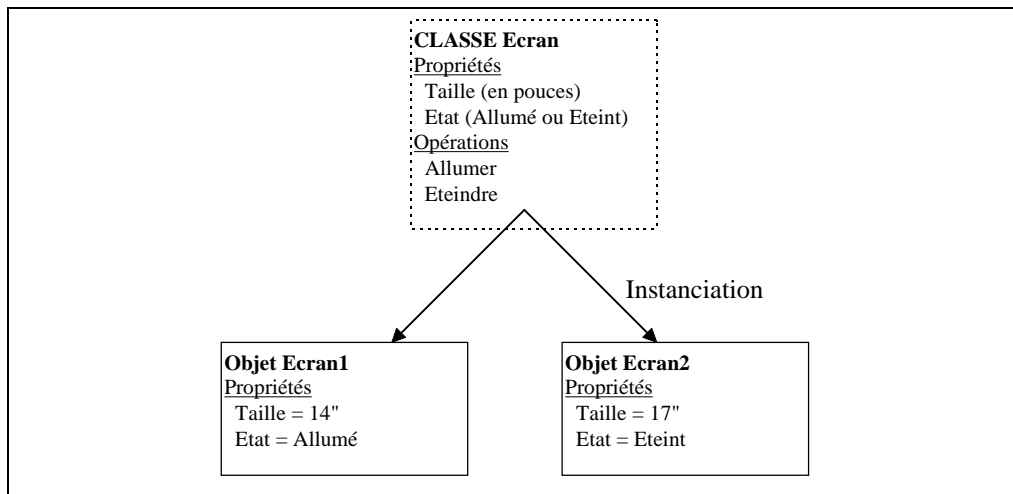 CLASSE Ecran
Propriétés
Taille (en pouces)
Etat (Allumé ou Eteint)
Opérations
Allumer
Eteindre
Instanciation
Objet Ecran1
Propriétés
Taille = 14"
Etat = Allumé
Objet Ecran2
Propriétés
Taille = 17"
Etat = Eteint